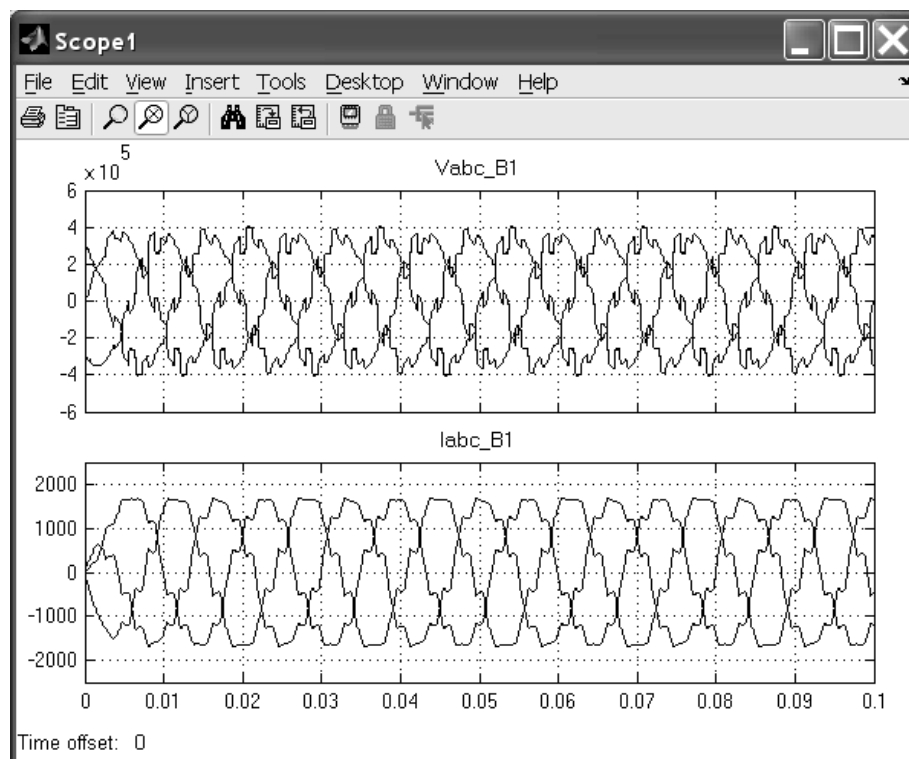 Scope1
File Edit View Insert Tools Desktop Window Help
x 10^5
Vabc_B1
6
4
2
0
-2
-4
-6
Iabc_B1
2000
1000
0
-1000
-2000
0 0.01 0.02 0.03 0.04 0.05 0.06 0.07 0.08 0.09 0.1
Time offset: 0